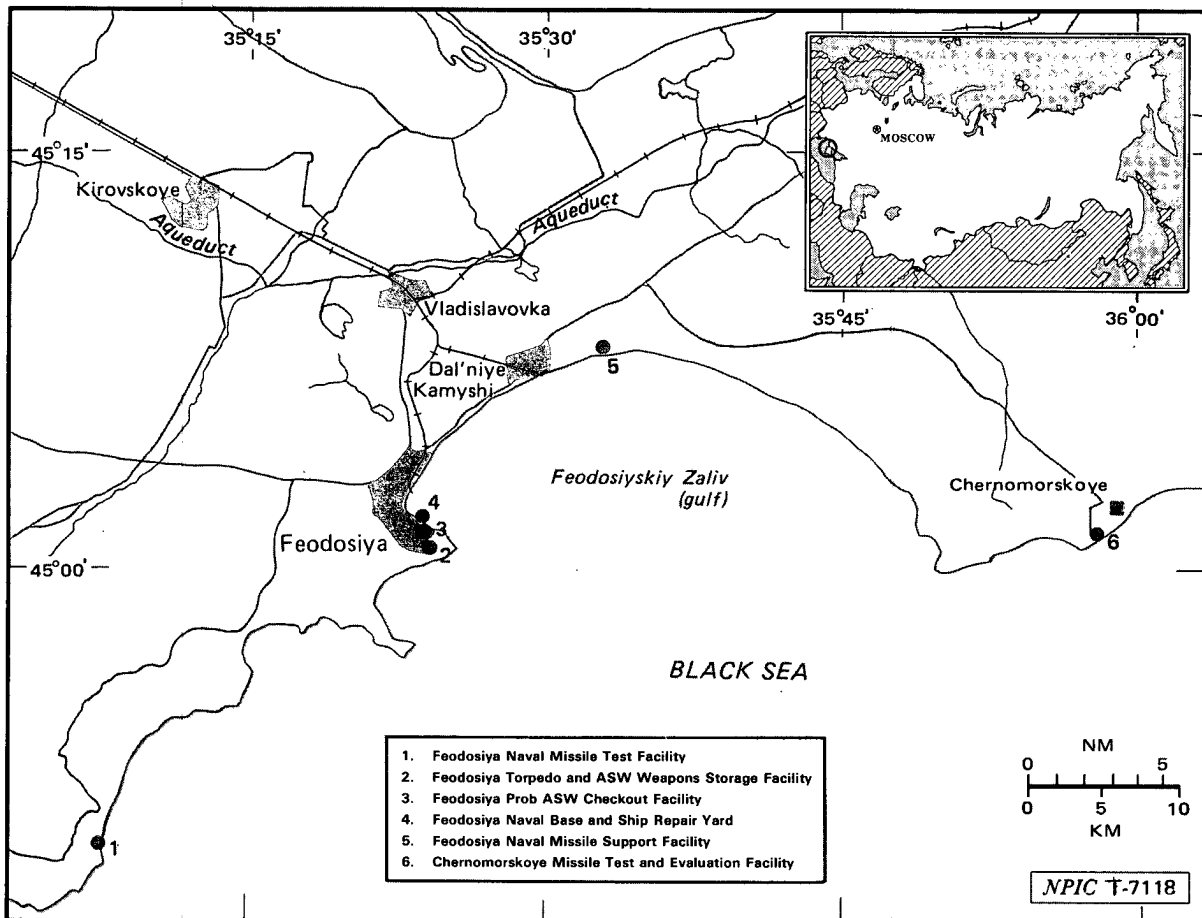 35°15'
35°30'
MOSCOW
45°15'
Kirovskoye
Aqueduct
Aqueduct
Vladislavovka
35°45'
36°00'
Dal'niye
Kamyshi
5
Feodosiyskiy Zaliv
(gulf)
Chernomorskoye
4
3
Feodosiya
2
6
45°00'
BLACK SEA
1
1. Feodosiya Naval Missile Test Facility
2. Feodosiya Torpedo and ASW Weapons Storage Facility
3. Feodosiya Prob ASW Checkout Facility
4. Feodosiya Naval Base and Ship Repair Yard
5. Feodosiya Naval Missile Support Facility
6. Chernomorskoye Missile Test and Evaluation Facility
NM
0 5
0 5 10
KM
NPIC T-7118